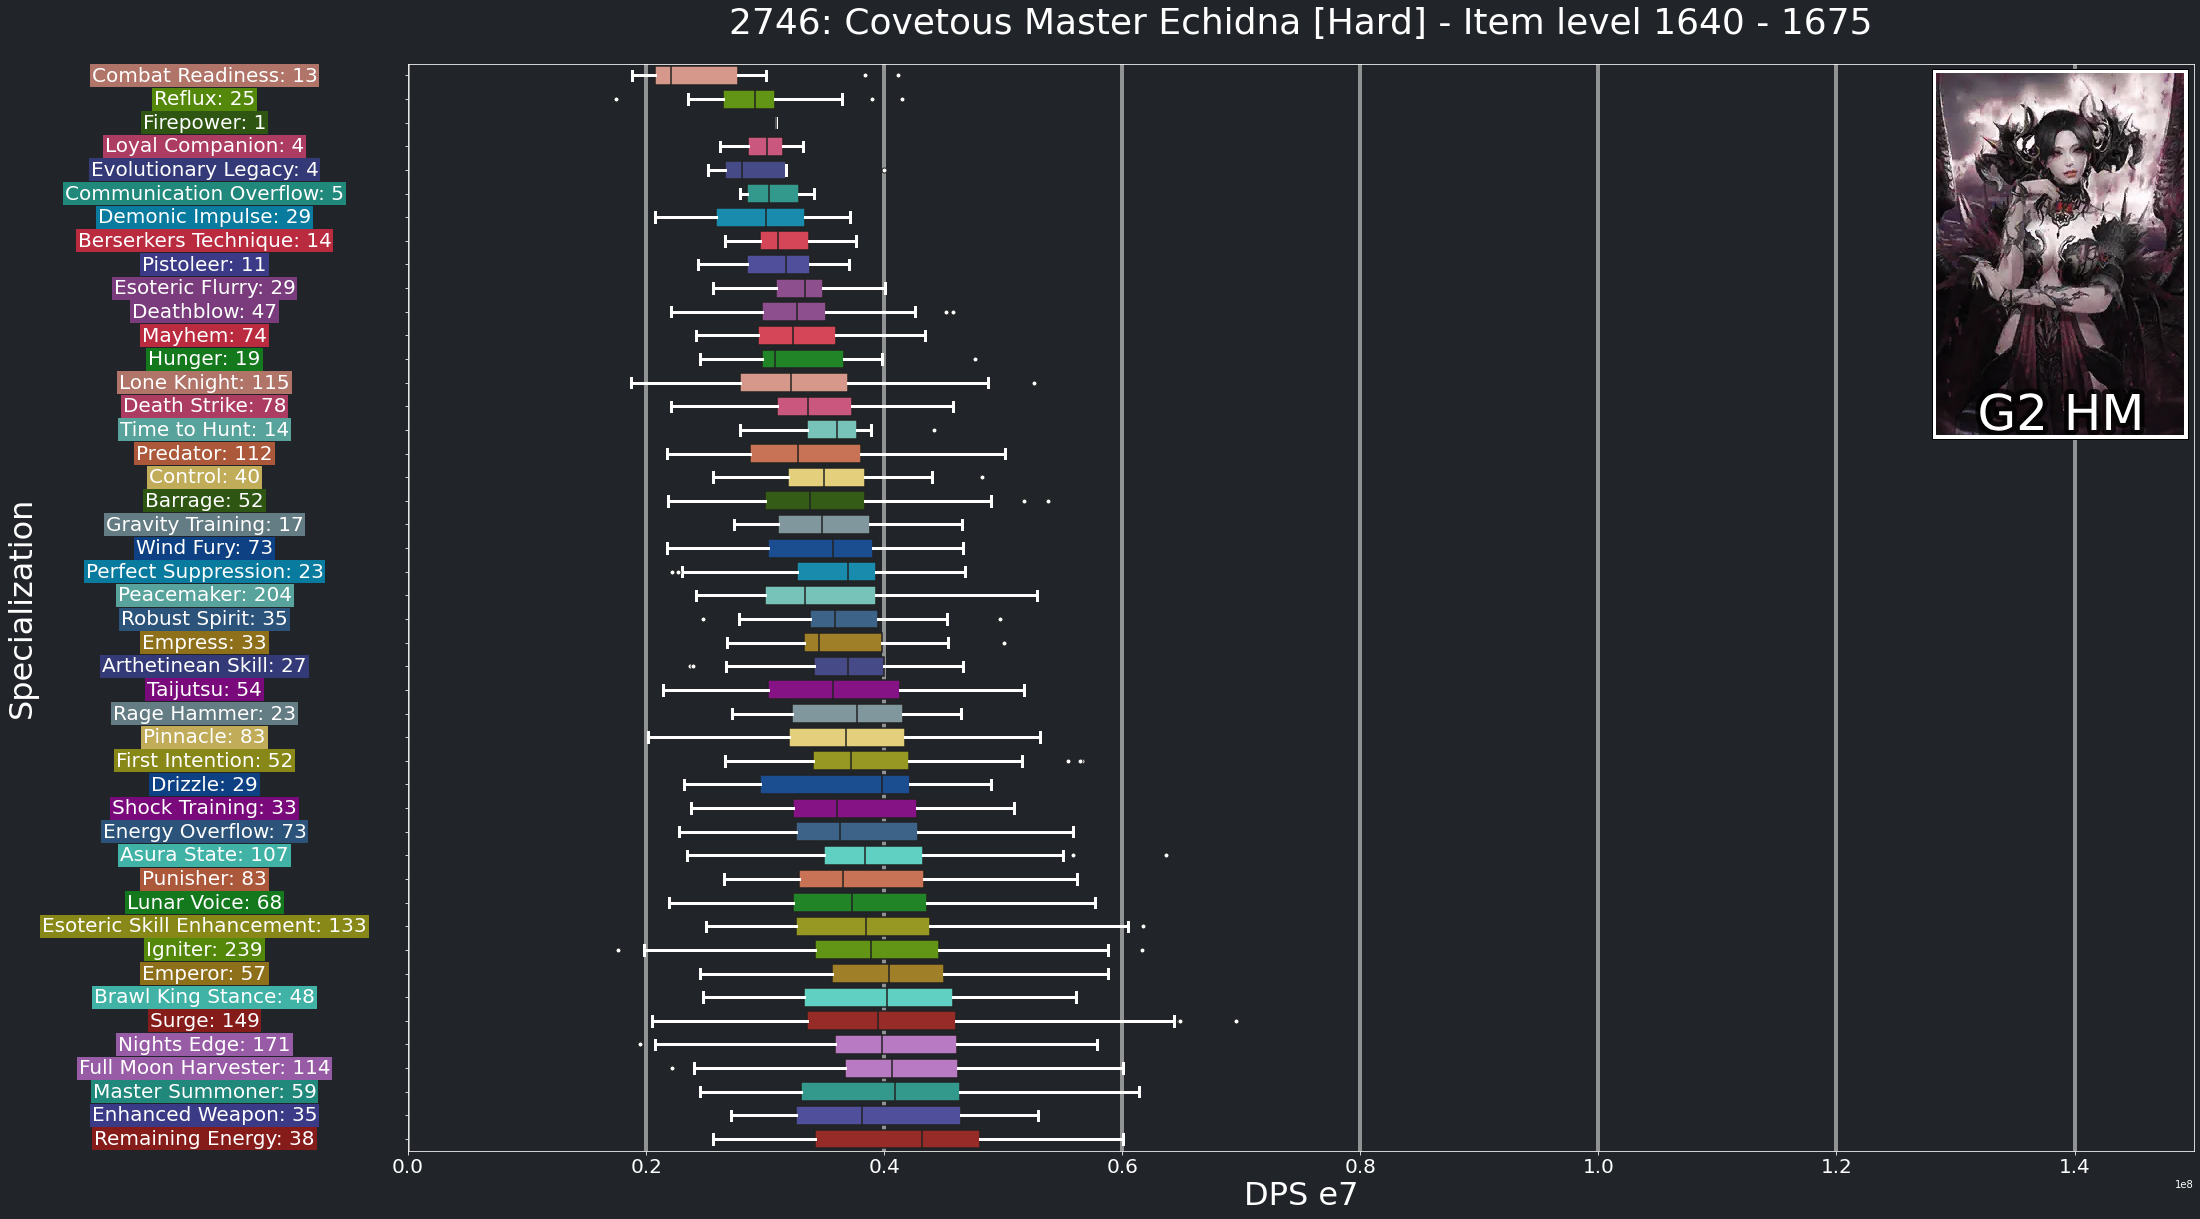 2746: Covetous Master Echidna [Hard] - Item level 1640 - 1675
Combat Readiness: 13
Reflux: 25
Firepower: 1
Loyal Companion: 4
Evolutionary Legacy: 4
Communication Overflow: 5
Demonic Impulse: 29
Berserkers Technique: 14
Pistoleer: 11
Esoteric Flurry: 29
Deathblow: 47
Mayhem: 74
Hunger: 19
Lone Knight: 115
Death Strike: 78
Time to Hunt: 14
Predator: 112
Control: 40
Barrage: 52
Gravity Training: 17
Wind Fury: 73
Perfect Suppression: 23
Peacemaker: 204
Robust Spirit: 35
Empress: 33
Arthetinean Skill: 27
Taijutsu: 54
Rage Hammer: 23
Pinnacle: 83
First Intention: 52
Drizzle: 29
Shock Training: 33
Energy Overflow: 73
Asura State: 107
Punisher: 83
Lunar Voice: 68
Esoteric Skill Enhancement: 133
Igniter: 239
Emperor: 57
Brawl King Stance: 48
Surge: 149
Nights Edge: 171
Full Moon Harvester: 114
Master Summoner: 59
Enhanced Weapon: 35
Remaining Energy: 38
Specialization
G2 HM
0.0 0.2 0.4 0.6 0.8 1.0 1.2 1.4
1e8
DPS e7